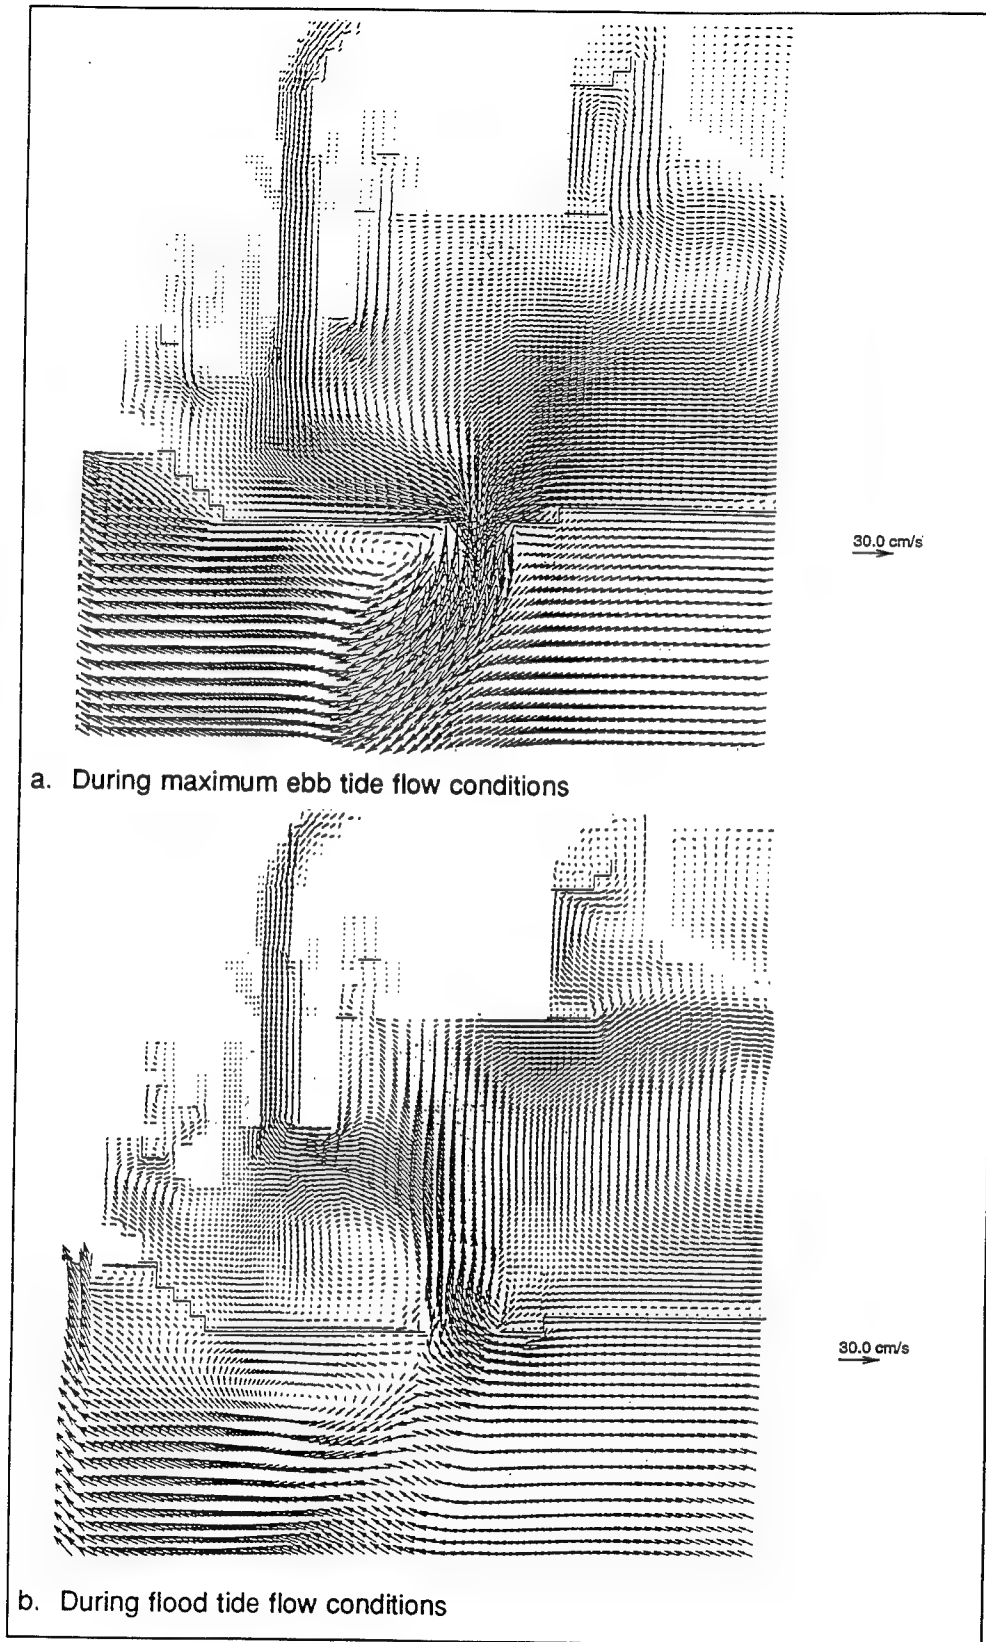 30.0 cm/s
a. During maximum ebb tide flow conditions
30.0 cm/s
b. During flood tide flow conditions